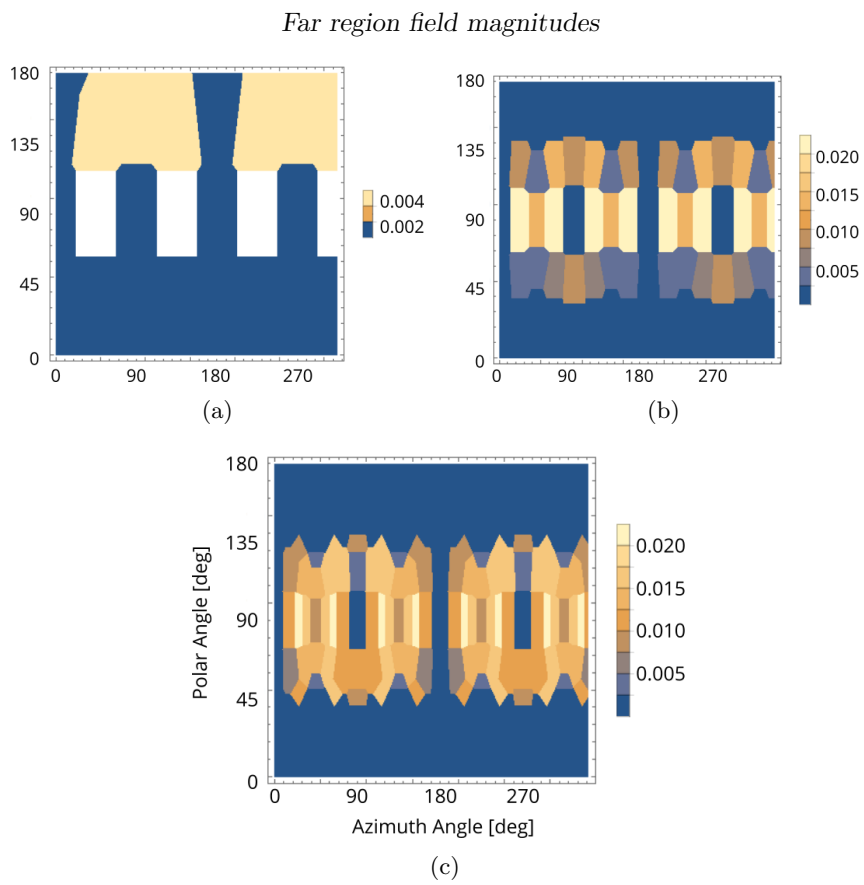 Far region field magnitudes
180
135
90
45
0
0 90 180 270
0.004
0.002
(a)
180
135
90
45
0
0 90 180 270
0.020
0.015
0.010
0.005
(b)
Polar Angle [deg]
180
135
90
45
0
0 90 180 270
Azimuth Angle [deg]
0.020
0.015
0.010
0.005
(c)